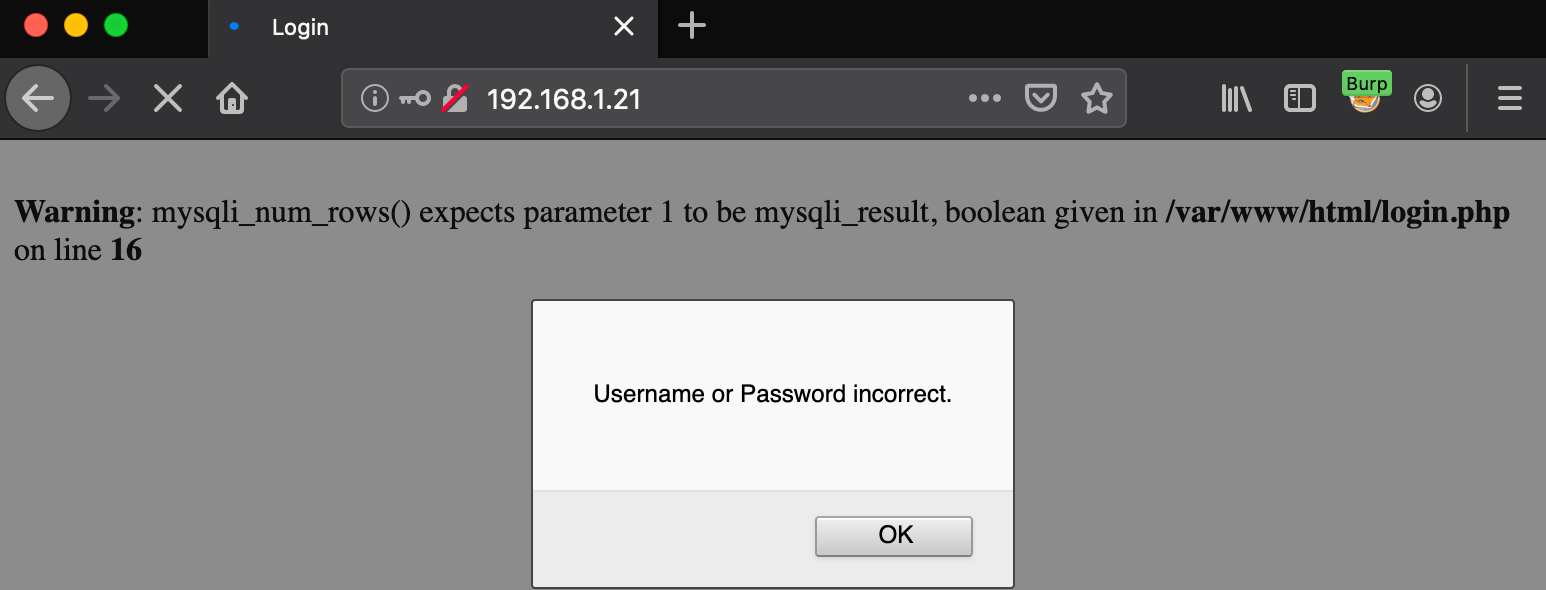 Login
192.168.1.21
Burp
Warning: mysqli_num_rows() expects parameter 1 to be mysqli_result, boolean given in /var/www/html/login.php
on line 16
Username or Password incorrect.
OK